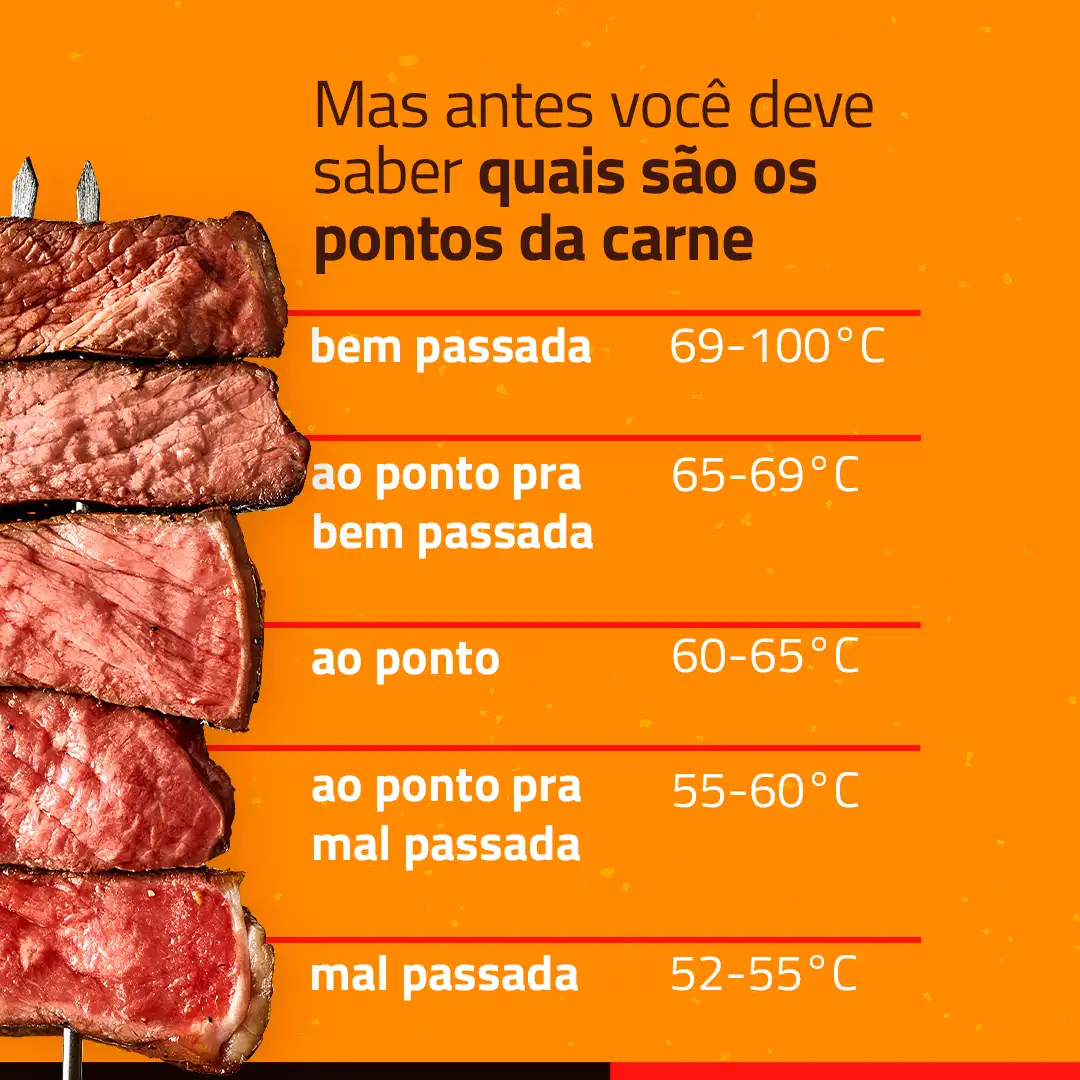 Mas antes você deve
saber quais são os
pontos da carne
bem passada 69-100°C
ao ponto pra 65-69°C
bem passada
ao ponto 60-65°C
ao ponto pra 55-60°C
mal passada
mal passada 52-55°C